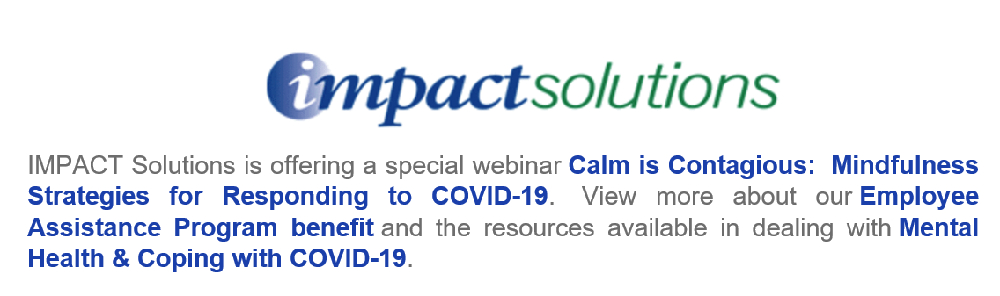 impactsolutions
IMPACT Solutions is offering a special webinar Calm is Contagious:  Mindfulness
Strategies for Responding to COVID-19.  View more about our Employee
Assistance Program benefit and the resources available in dealing with Mental
Health & Coping with COVID-19.